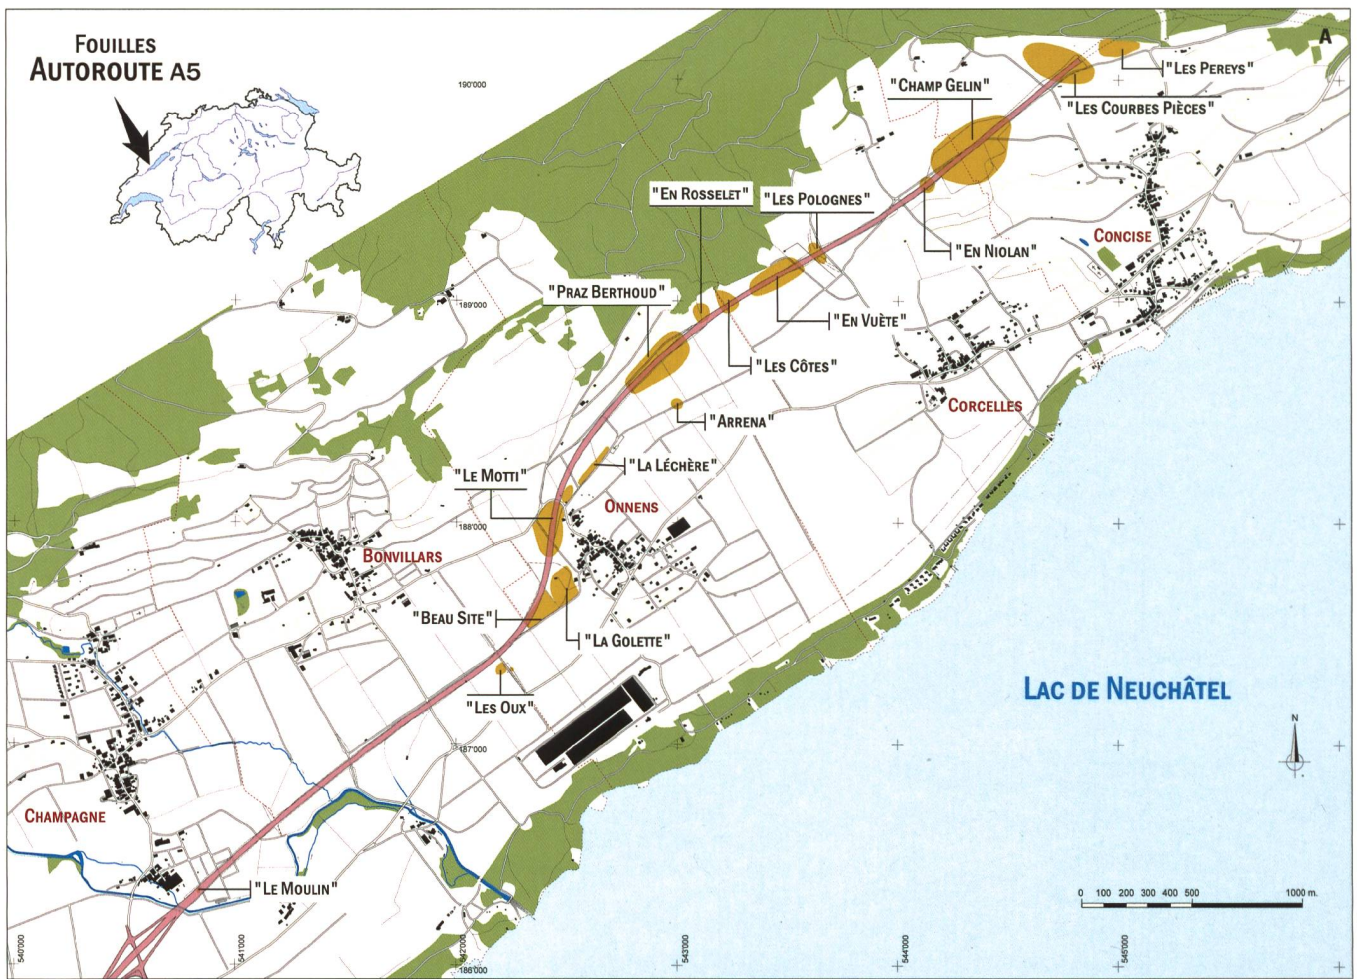 FOUILLES
AUTOROUTE A5
A
190'000
"CHAMP GELIN"
"LES PEREYS"
"LES COURBES PIÈCES"
"EN ROSSELET"
"LES POLOGNES"
"EN NIOLAN"
CONCISE
"PRAZ BERTHOUD"
189'000
"EN VUÈTE"
"LES CÔTES"
CORCELLES
"ARRENA"
"LE MOTTI"
"LA LÉCHÈRE"
ONNENS
188'000
BONVILLARS
"BEAU SITE"
"LA GOLETTE"
LAC DE NEUCHÂTEL
"LES OUX"
N
187'000
CHAMPAGNE
"LE MOULIN"
0 100 200 300 400 500 1000 m.
540'000
541'000
542'000
186'000
543'000
544'000
545'000